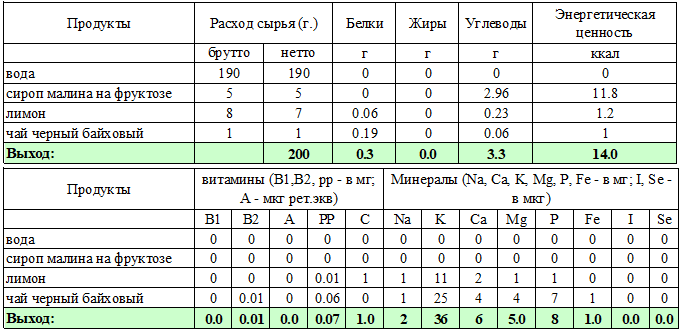 Продукты Расход сырья (г.) Белки Жиры Углеводы Энергетическая ценность
брутто нетто г г г ккал
вода 190 190 0 0 0 0
сироп малина на фруктозе 5 5 0 0 2.96 11.8
лимон 8 7 0.06 0 0.23 1.2
чай черный байховый 1 1 0.19 0 0.06 1
Выход: 200 0.3 0.0 3.3 14.0
Продукты витамины (В1,В2, рр - в мг; А - мкг рет.экв) Минералы (Na, Ca, K, Mg, P, Fe - в мг; I, Se - в мкг)
В1 В2 А РР С Na K Ca Mg P Fe I Se
вода 0 0 0 0 0 0 0 0 0 0 0 0 0
сироп малина на фруктозе 0 0 0 0 0 0 0 0 0 0 0 0 0
лимон 0 0 0 0.01 1 1 11 2 1 1 0 0 0
чай черный байховый 0 0.01 0 0.06 0 1 25 4 4 7 1 0 0
Выход: 0.0 0.01 0.0 0.07 1.0 2 36 6 5.0 8 1.0 0.0 0.0